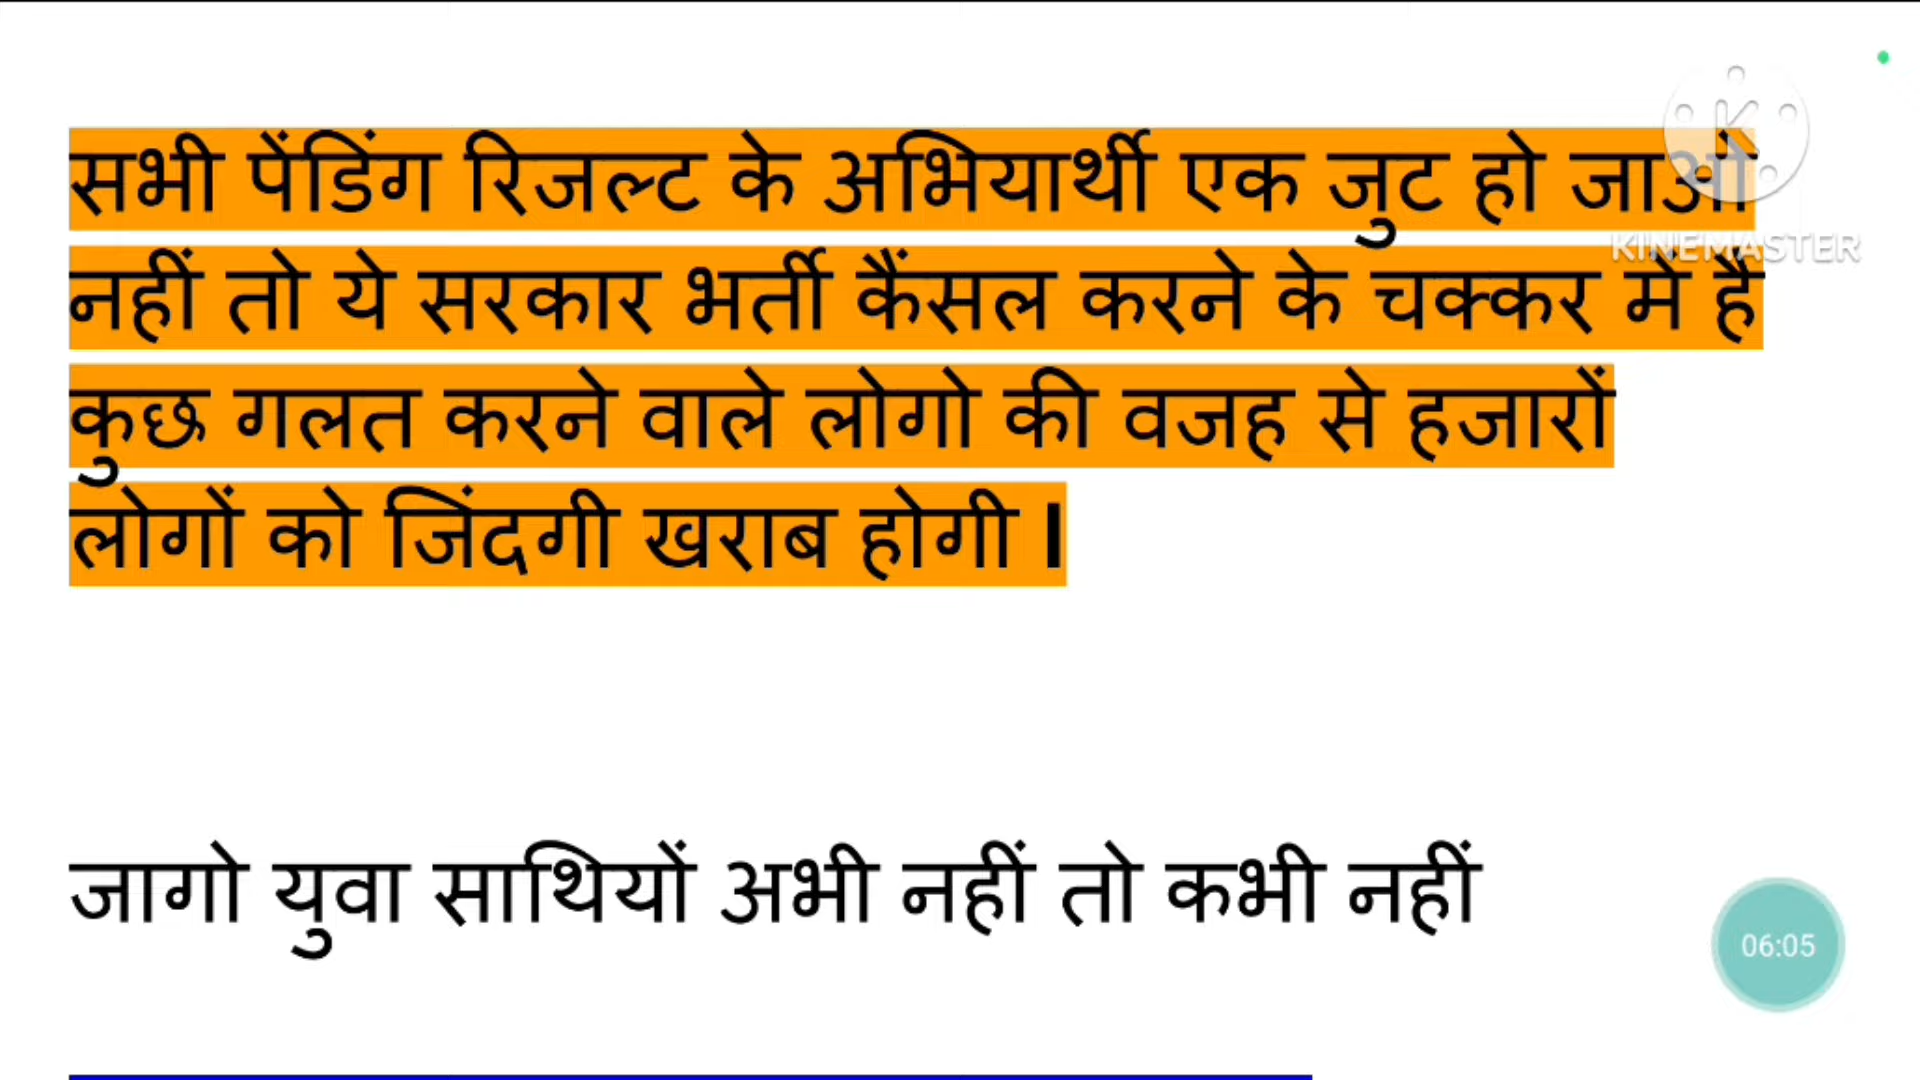 सभी पेंडिंग रिजल्ट के अभियार्थी एक जुट हो जाओ
KINEMASTER
नहीं तो ये सरकार भर्ती कैंसल करने के चक्कर मे है
कुछ गलत करने वाले लोगो की वजह से हजारों
लोगों को जिंदगी खराब होगी I
जागो युवा साथियों अभी नहीं तो कभी नहीं
06:05